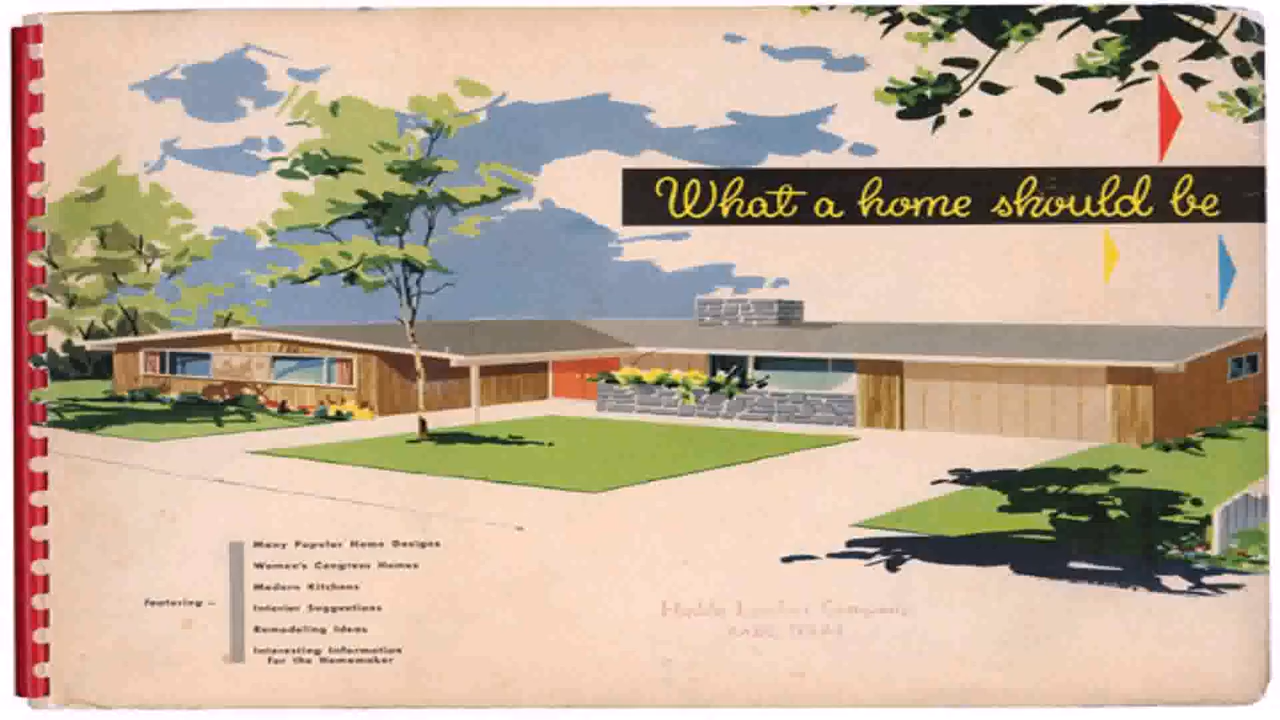 What a home should be
Many Popular Home Designs
Women's Congress Homes
Modern Kitchens
featuring –
Interior Suggestions
Remodeling Ideas
Interesting Information
for the Homemaker
Company